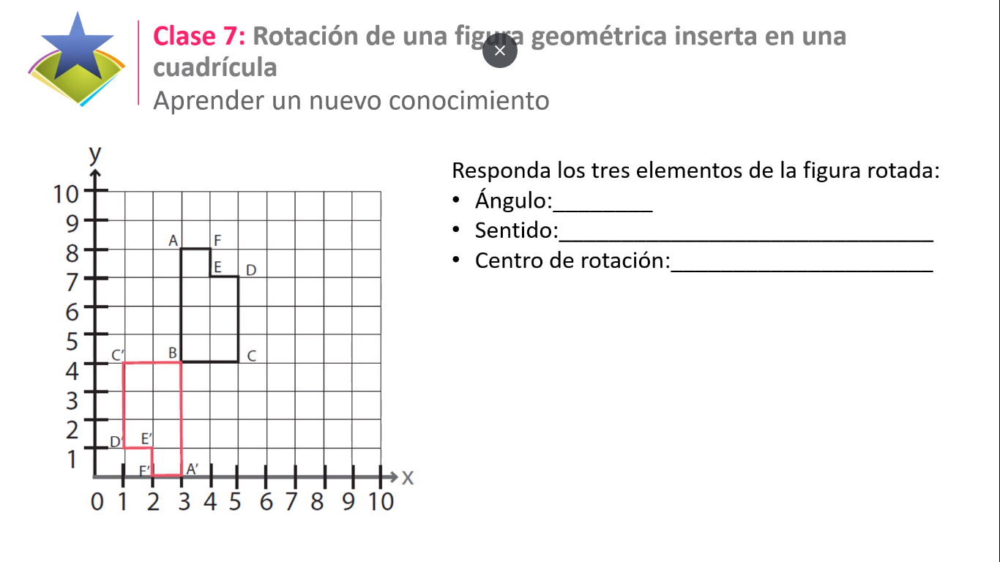 Clase 7: Rotación de una figura geométrica inserta en una
cuadrícula
Aprender un nuevo conocimiento
Responda los tres elementos de la figura rotada:
• Ángulo:________
• Sentido:______________________________
• Centro de rotación:_____________________
y
10
9
8
7
6
5
4
3
2
1
A F
E D
C' B C
D' E'
F' A'
x
0 1 2 3 4 5 6 7 8 9 10